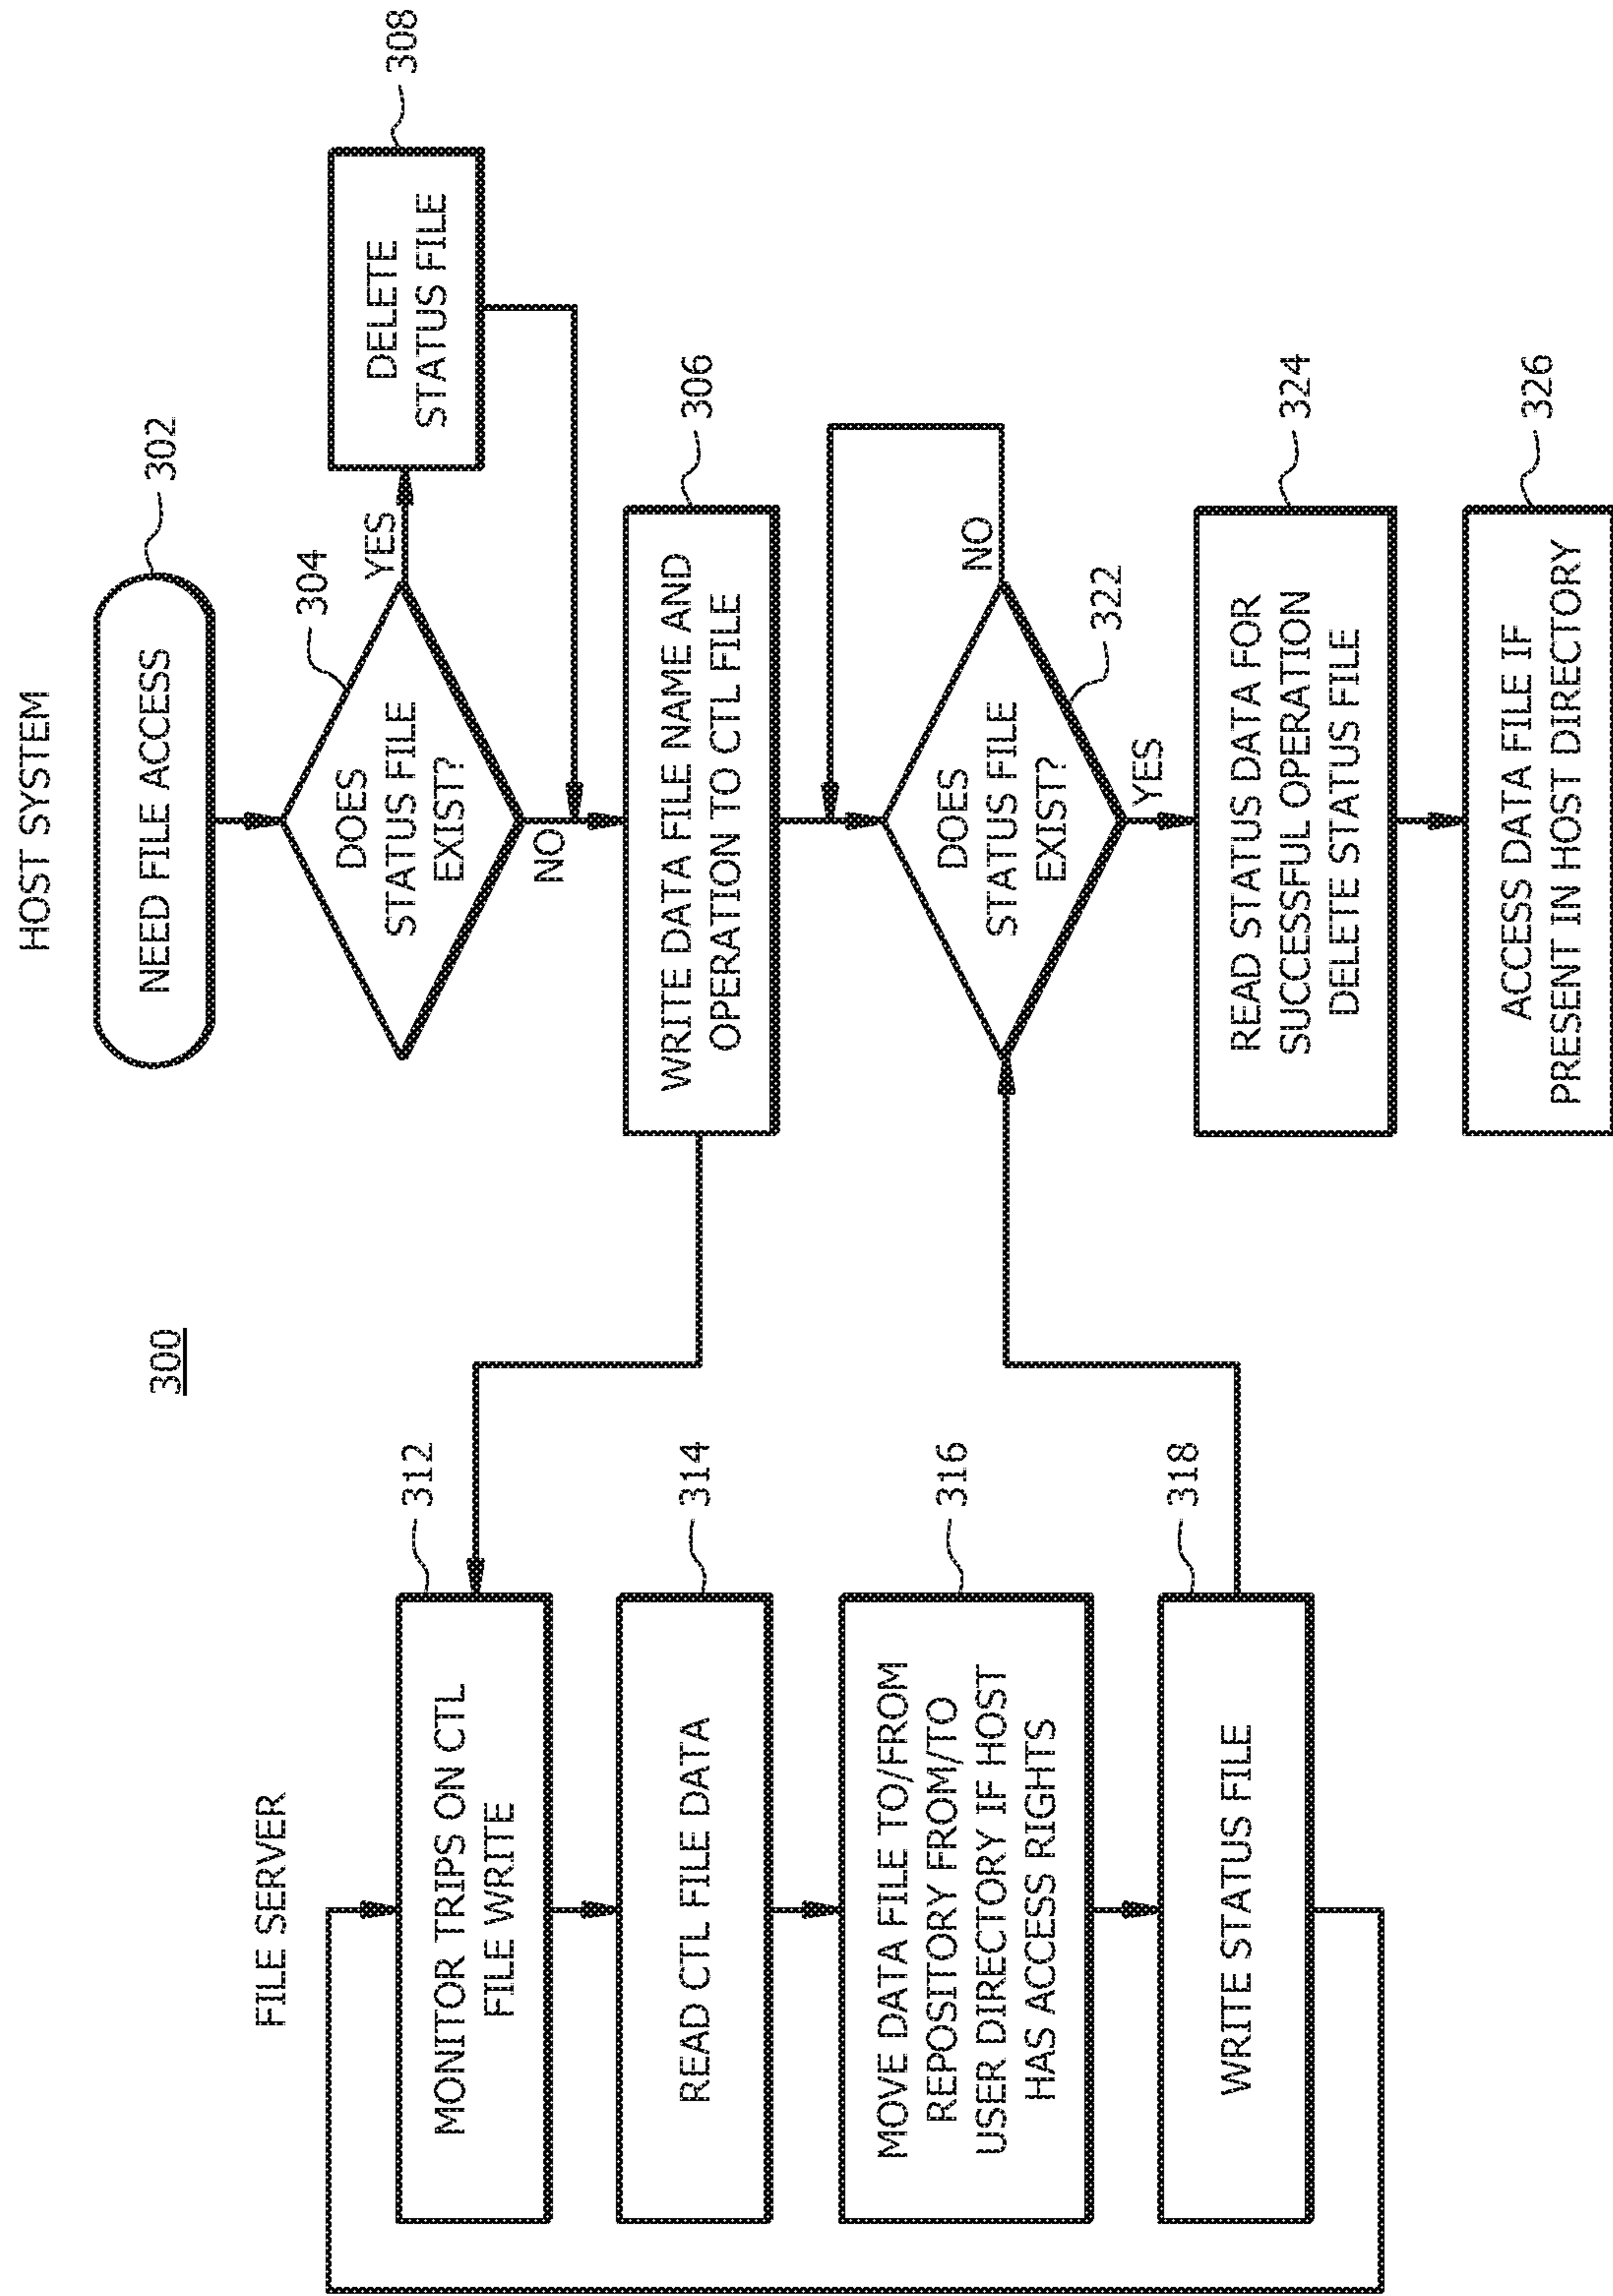 300
FILE SERVER
MONITOR TRIPS ON CTL
FILE WRITE
312
READ CTL FILE DATA
314
MOVE DATA FILE TO/FROM
REPOSITORY FROM/TO
USER DIRECTORY IF HOST
HAS ACCESS RIGHTS
316
WRITE STATUS FILE
318
HOST SYSTEM
NEED FILE ACCESS
302
DOES
STATUS FILE
EXIST?
304
YES
NO
DELETE
STATUS FILE
308
WRITE DATA FILE NAME AND
OPERATION TO CTL FILE
306
DOES
STATUS FILE
EXIST?
NO
322
YES
READ STATUS DATA FOR
SUCCESSFUL OPERATION
DELETE STATUS FILE
324
ACCESS DATA FILE IF
PRESENT IN HOST DIRECTORY
326